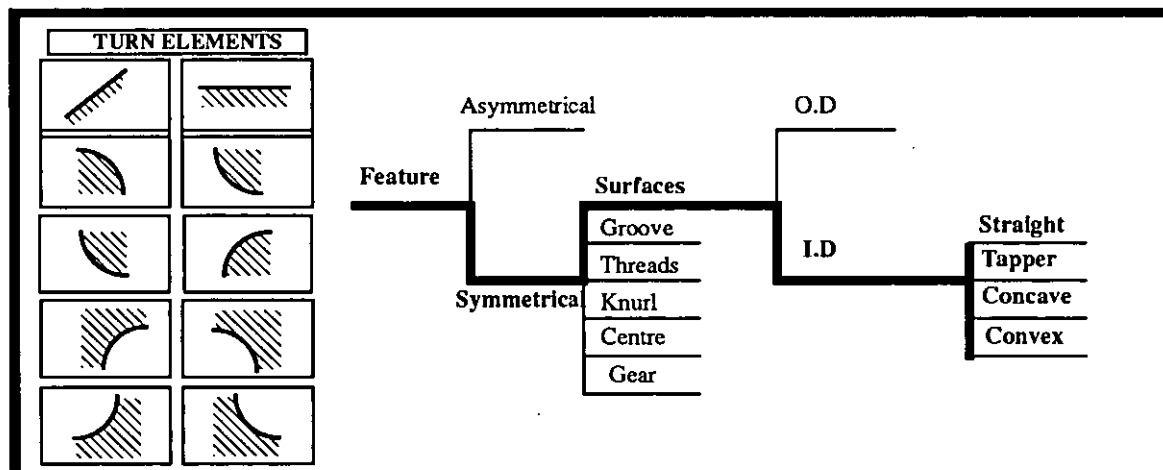 TURN ELEMENTS
Asymmetrical
O.D
Feature
Surfaces
Groove
Straight
I.D
Threads
Tapper
Symmetrical
Knurl
Concave
Centre
Convex
Gear